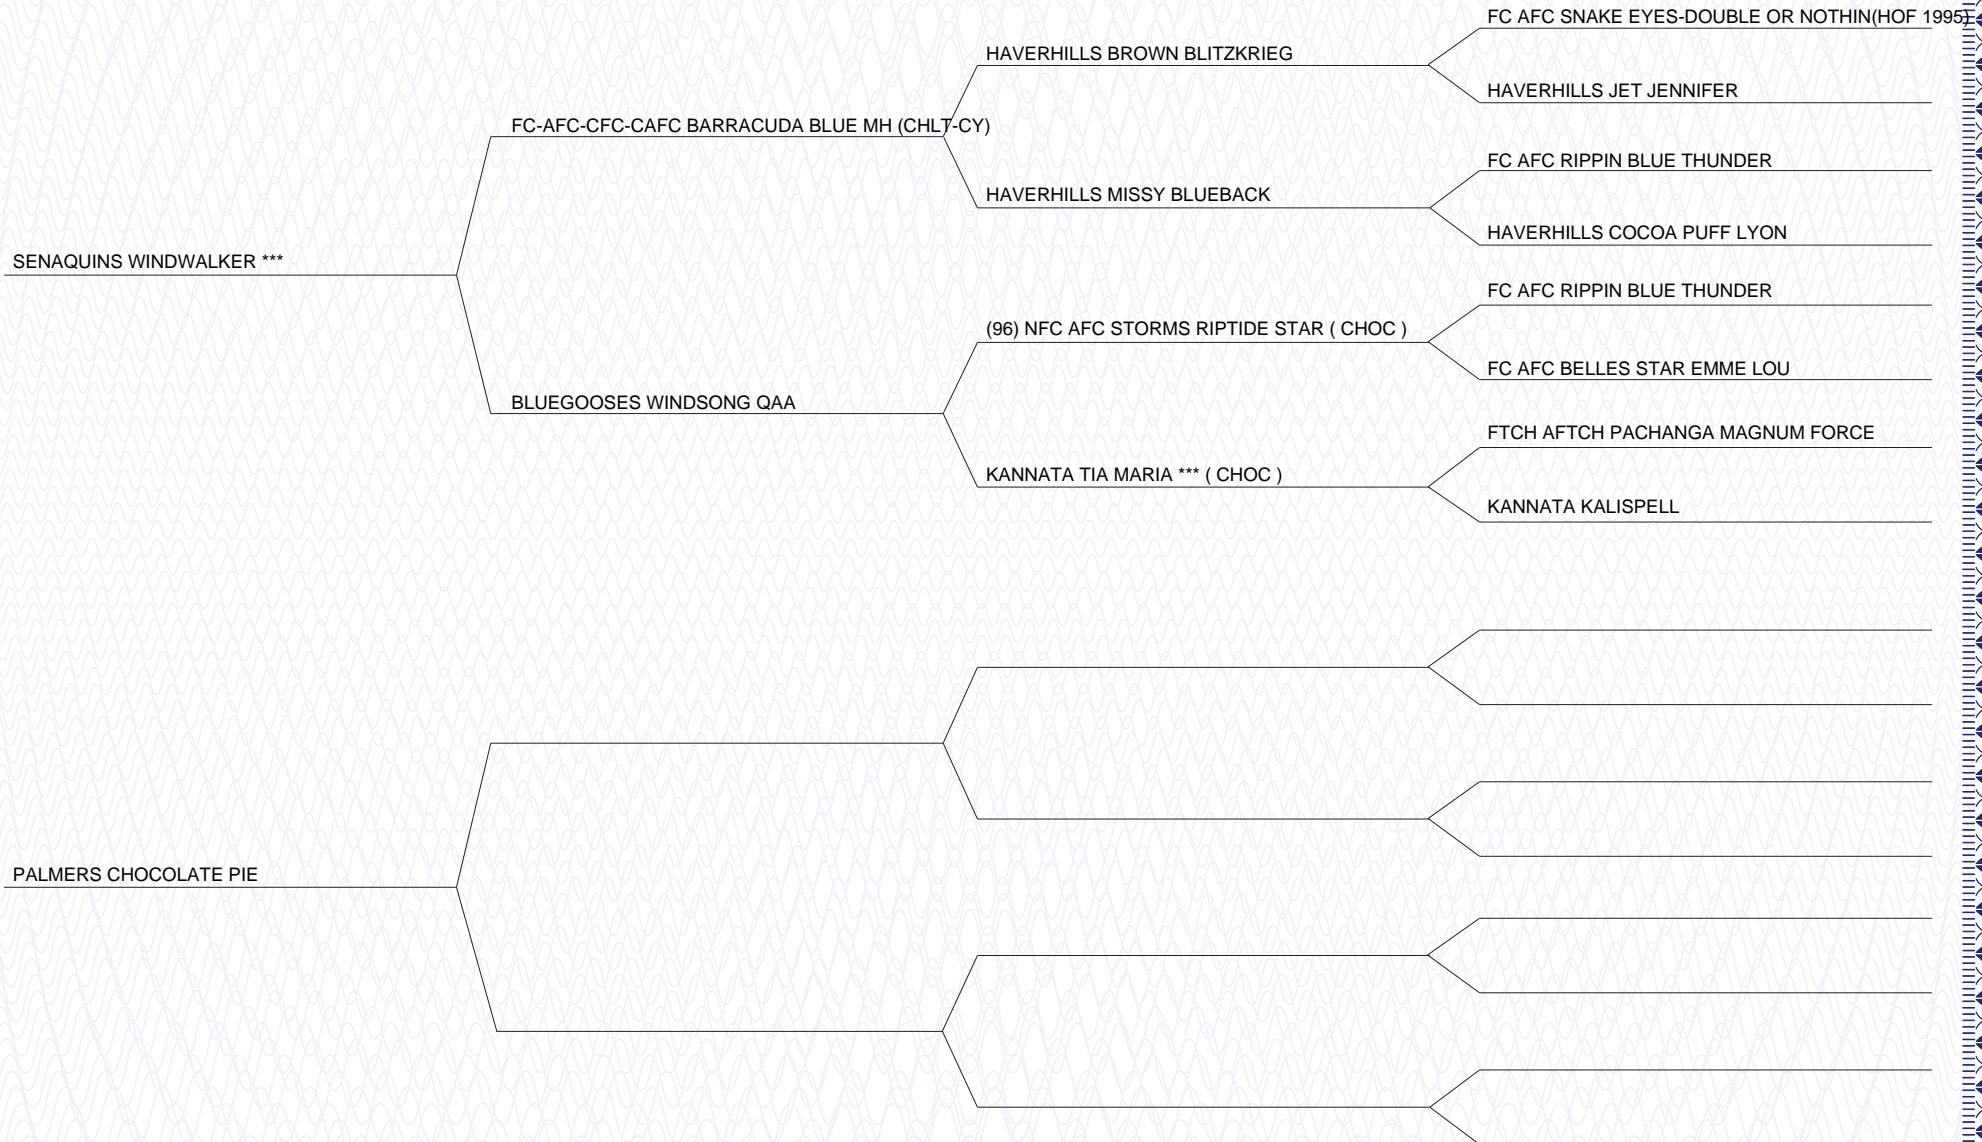 FC AFC SNAKE EYES-DOUBLE OR NOTHIN(HOF 1995)
HAVERHILLS BROWN BLITZKRIEG
HAVERHILLS JET JENNIFER
FC-AFC-CFC-CAFC BARRACUDA BLUE MH (CHLT-CY)
FC AFC RIPPIN BLUE THUNDER
HAVERHILLS MISSY BLUEBACK
HAVERHILLS COCOA PUFF LYON
SENAQUINS WINDWALKER ***
FC AFC RIPPIN BLUE THUNDER
(96) NFC AFC STORMS RIPTIDE STAR ( CHOC )
FC AFC BELLES STAR EMME LOU
BLUEGOOSES WINDSONG QAA
FTCH AFTCH PACHANGA MAGNUM FORCE
KANNATA TIA MARIA *** ( CHOC )
KANNATA KALISPELL
PALMERS CHOCOLATE PIE